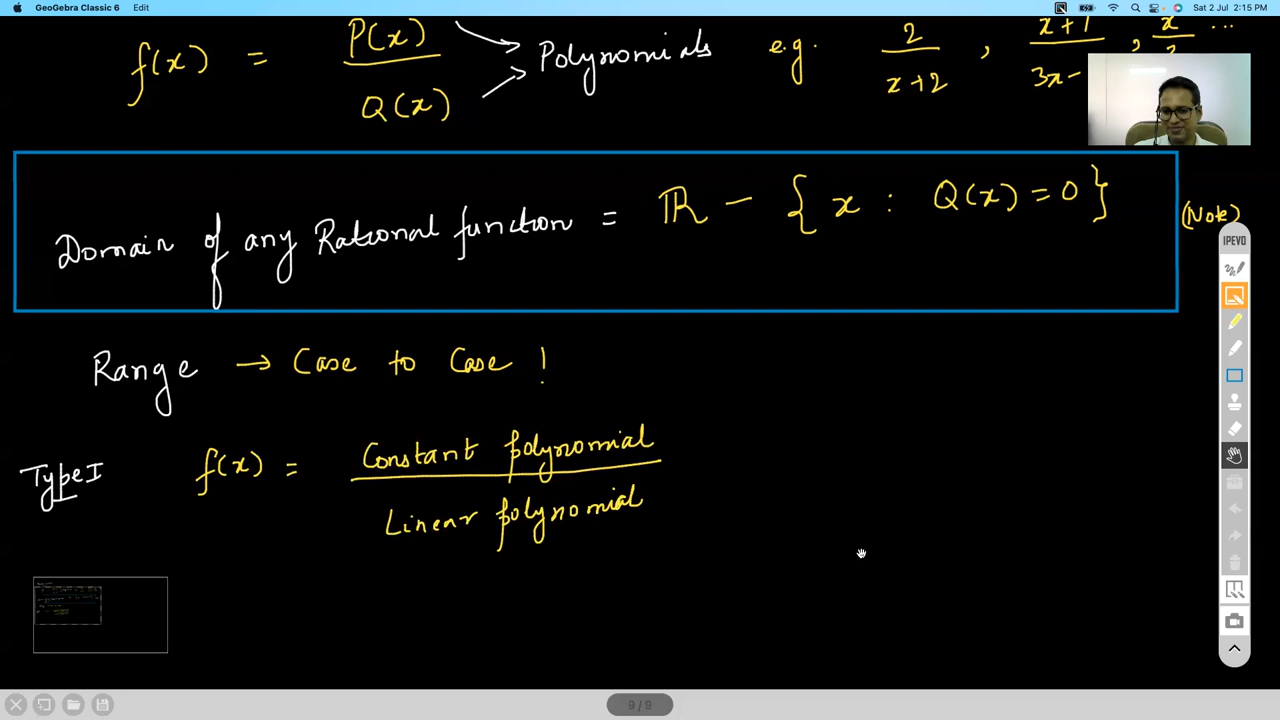 GeoGebra Classic 6 Edit Sat 2 Jul 2:15 PM
f(x) = P(x) / Q(x) Polynomials e.g. 2 / x+2 , x+1 / 3x− , x ...
Domain of any Rational function = ℝ − { x : Q(x) = 0 }
(Note)
IPEVO
Range → Case to Case !
Type I f(x) = Constant polynomial / Linear polynomial
9 / 9